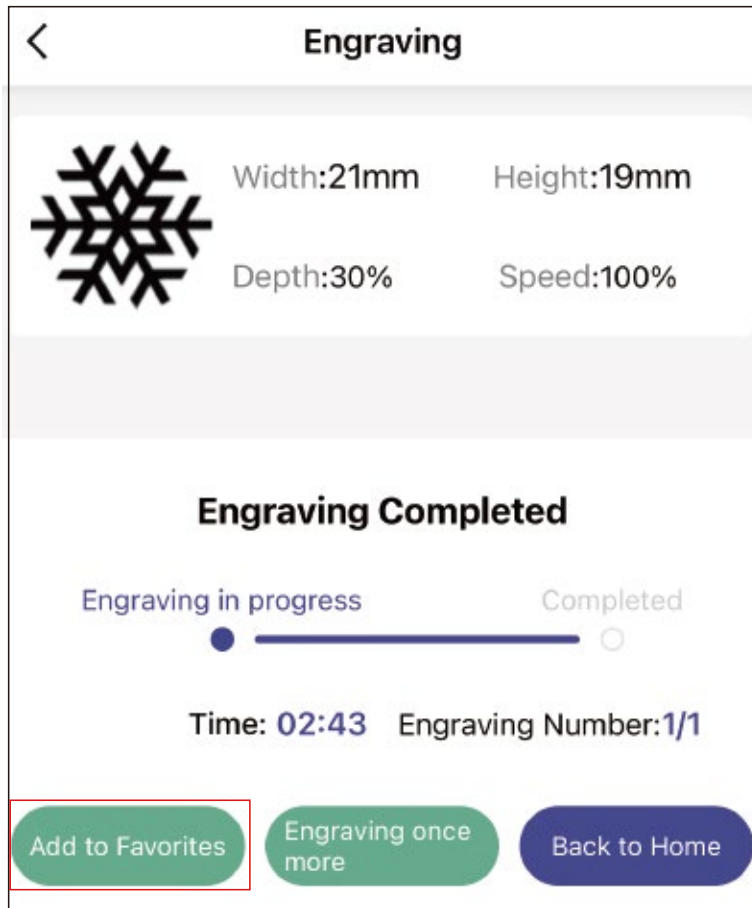 Engraving
Width:21mm Height:19mm
Depth:30% Speed:100%
Engraving Completed
Engraving in progress Completed
Time: 02:43 Engraving Number:1/1
Add to Favorites
Engraving once
more
Back to Home